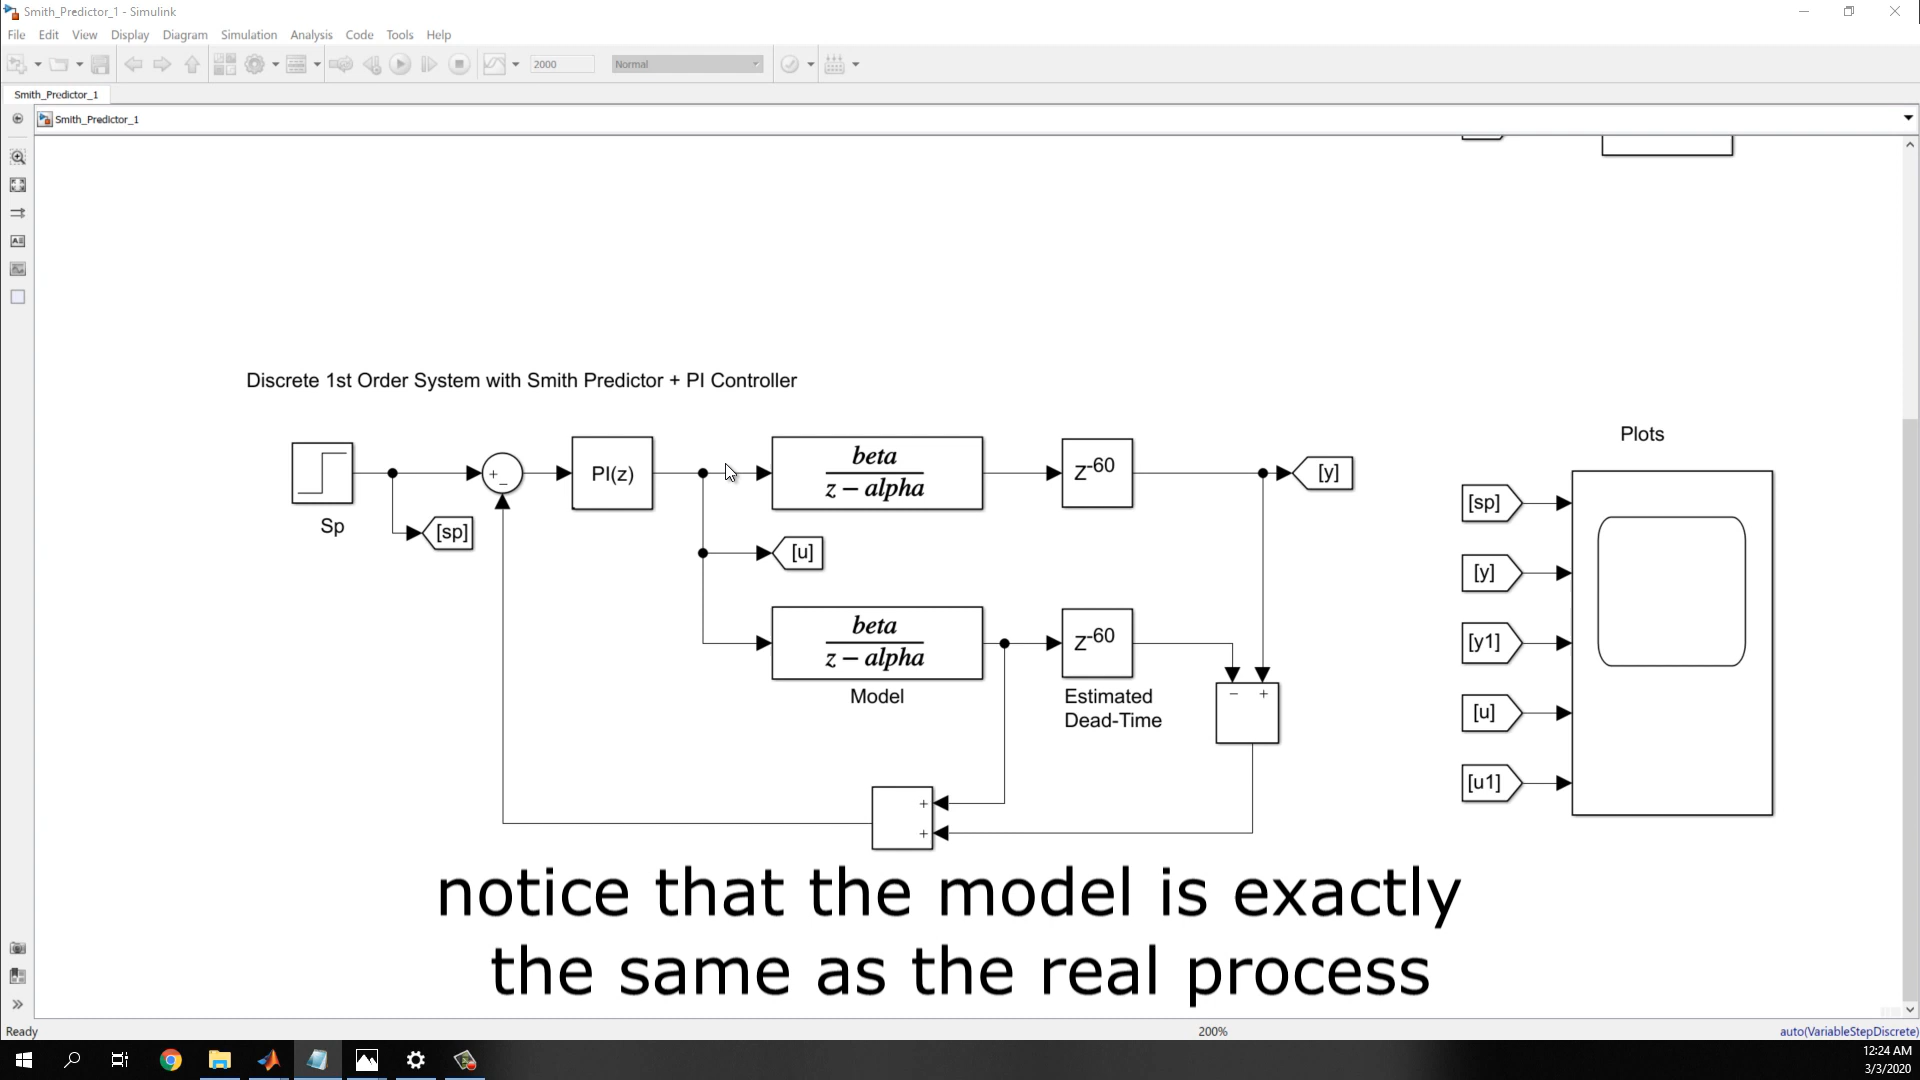 Smith_Predictor_1 - Simulink
File Edit View Display Diagram Simulation Analysis Code Tools Help
2000 Normal
Smith_Predictor_1
Smith_Predictor_1
Discrete 1st Order System with Smith Predictor + PI Controller
Sp
[sp]
+
−
PI(z)
beta
z − alpha
Z-60
[y]
[u]
beta
z − alpha
Model
Z-60
Estimated
Dead-Time
− +
+
+
Plots
[sp]
[y]
[y1]
[u]
[u1]
notice that the model is exactly
the same as the real process
Ready 200% auto(VariableStepDiscrete)
12:24 AM
3/3/2020